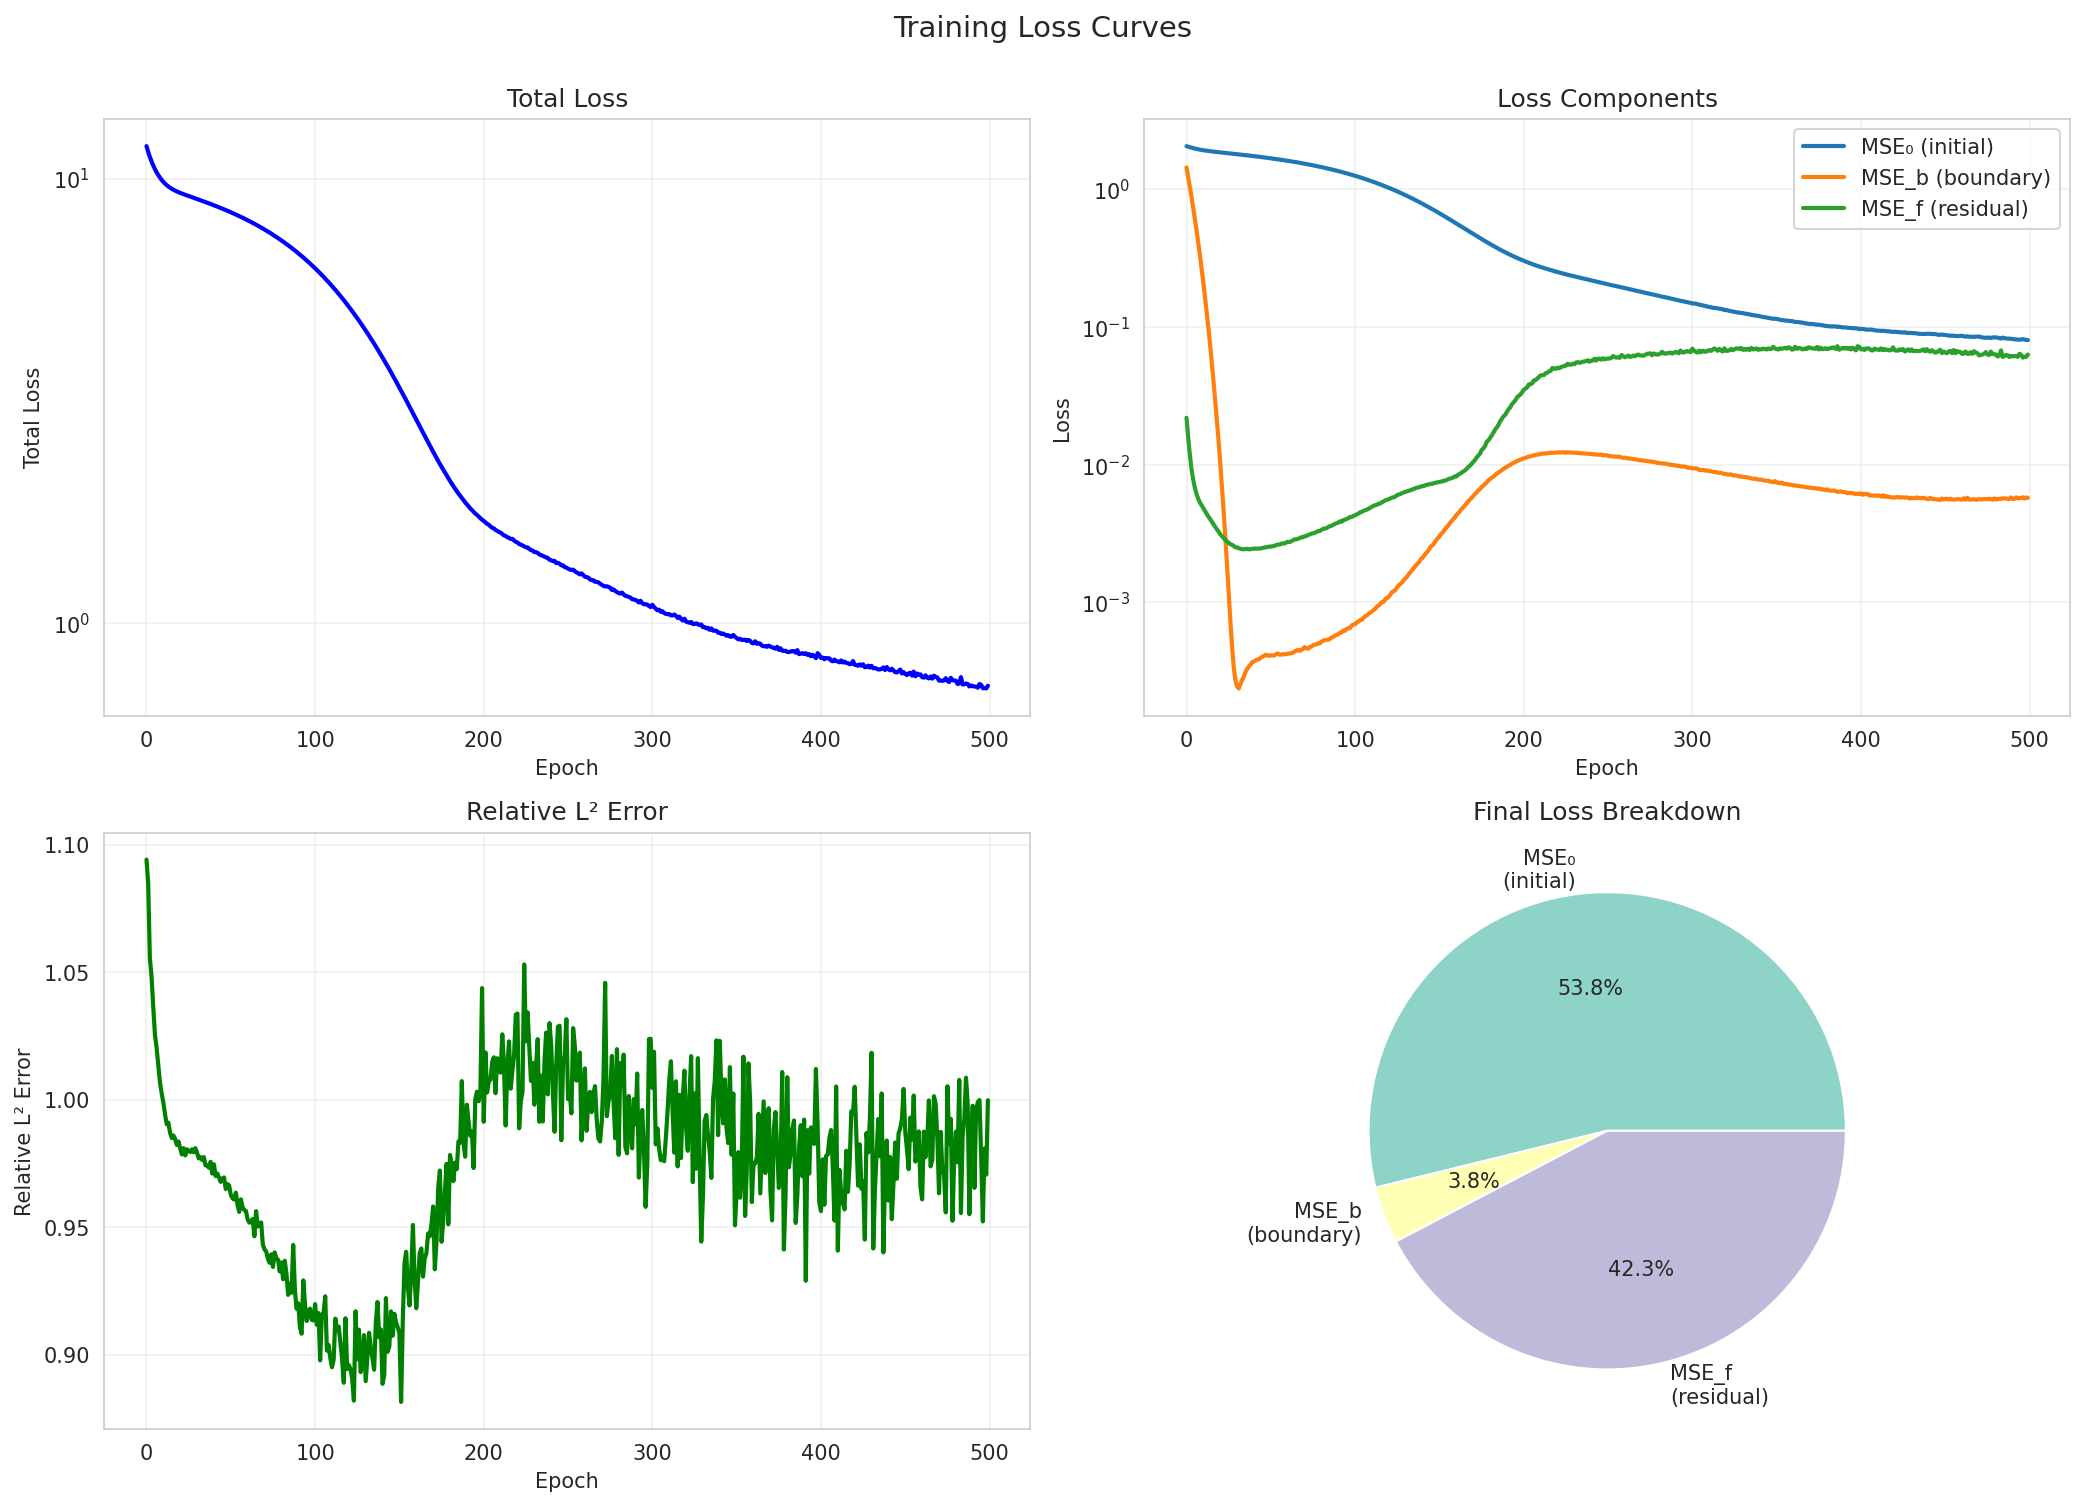 Training Loss Curves
Total Loss
10¹
10⁰
Total Loss
0 100 200 300 400 500
Epoch
Loss Components
MSE₀ (initial)
MSE_b (boundary)
MSE_f (residual)
10⁰
10⁻¹
10⁻²
10⁻³
Loss
0 100 200 300 400 500
Epoch
Relative L² Error
1.10
1.05
1.00
0.95
0.90
Relative L² Error
0 100 200 300 400 500
Epoch
Final Loss Breakdown
MSE₀
(initial)
53.8%
3.8%
MSE_b
(boundary)
42.3%
MSE_f
(residual)